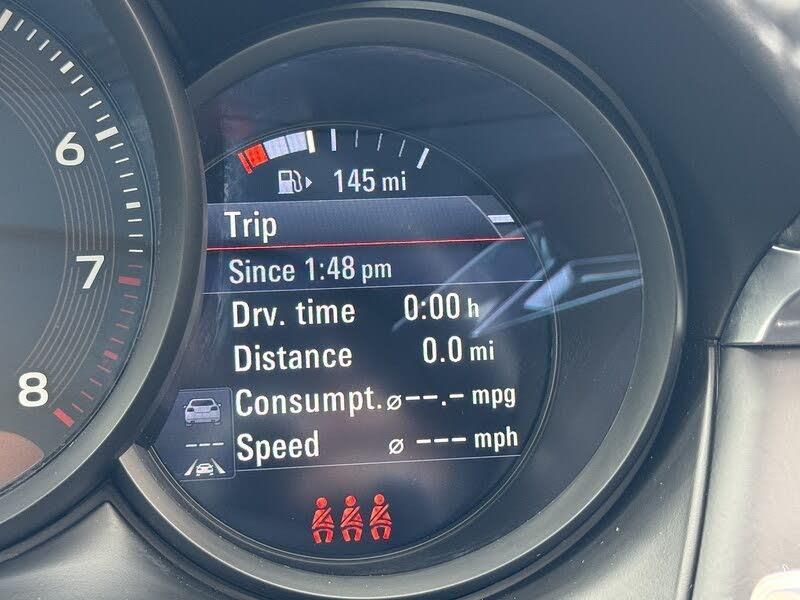 6
7
8
145 mi
Trip
Since 1:48 pm
Drv. time 0:00 h
Distance 0.0 mi
Consumpt. ø--.- mpg
--- Speed ø --- mph